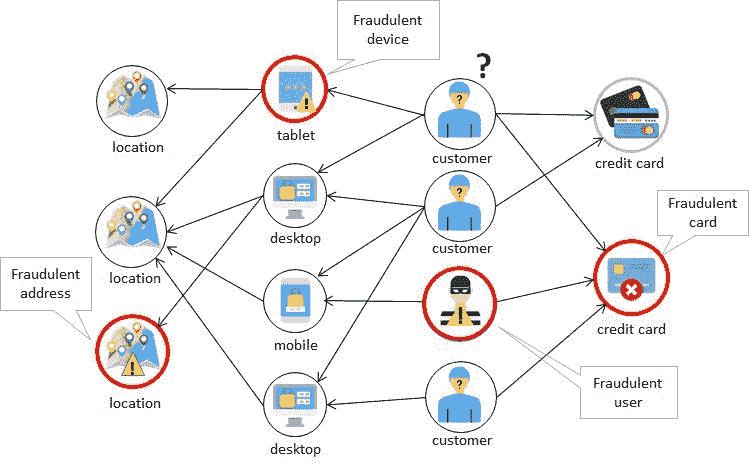 Fraudulent
device
?
location
tablet
customer
credit card
Fraudulent
card
desktop
customer
location
Fraudulent
address
mobile
credit card
location
Fraudulent
user
desktop
customer